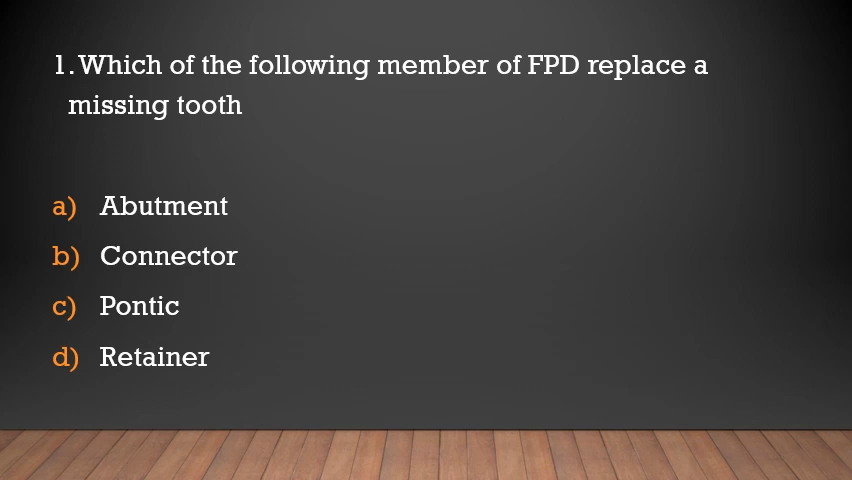 1. Which of the following member of FPD replace a
missing tooth
a) Abutment
b) Connector
c) Pontic
d) Retainer